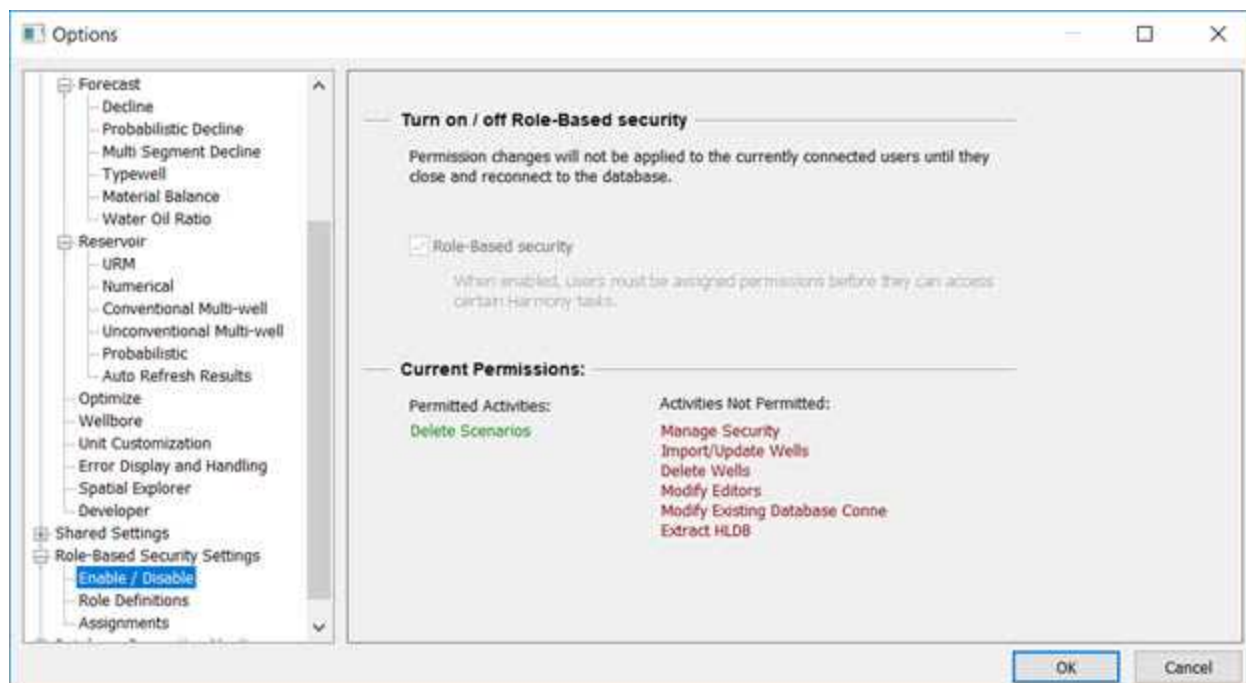 Options
Forecast
Decline
Probabilistic Decline
Multi Segment Decline
Typewell
Material Balance
Water Oil Ratio
Reservoir
URM
Numerical
Conventional Multi-well
Unconventional Multi-well
Probabilistic
Auto Refresh Results
Optimize
Wellbore
Unit Customization
Error Display and Handling
Spatial Explorer
Developer
Shared Settings
Role-Based Security Settings
Enable / Disable
Role Definitions
Assignments
Turn on / off Role-Based security
Permission changes will not be applied to the currently connected users until they
close and reconnect to the database.
Role-Based security
When enabled, users must be assigned permissions before they can access
certain Harmony tasks.
Current Permissions:
Permitted Activities:
Delete Scenarios
Activities Not Permitted:
Manage Security
Import/Update Wells
Delete Wells
Modify Editors
Modify Existing Database Conne
Extract HLDB
OK
Cancel